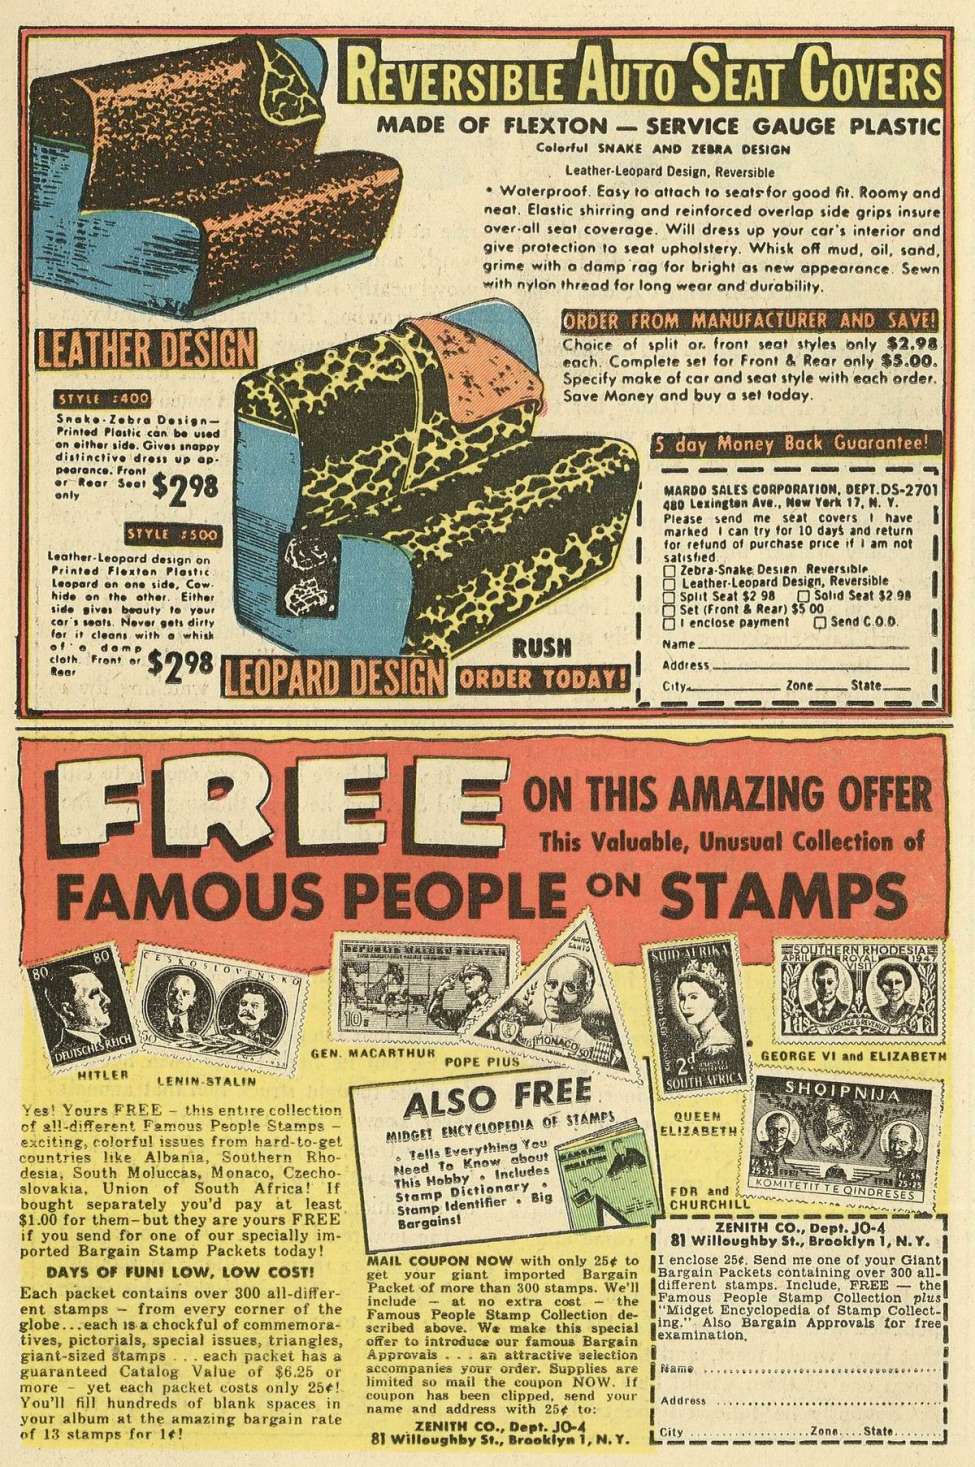 REVERSIBLE AUTO SEAT COVERS
MADE OF FLEXTON — SERVICE GAUGE PLASTIC
Colorful SNAKE AND ZEBRA DESIGN
Leather-Leopard Design, Reversible
• Waterproof. Easy to attach to seats for good fit. Roomy and
neat. Elastic shirring and reinforced overlap side grips insure
over-all seat coverage. Will dress up your car's interior and
give protection to seat upholstery. Whisk off mud, oil, sand,
grime with a damp rag for bright as new appearance. Sewn
with nylon thread for long wear and durability.
ORDER FROM MANUFACTURER AND SAVE!
Choice of split or front seat styles only $2.98
each. Complete set for Front & Rear only $5.00.
Specify make of car and seat style with each order.
Save Money and buy a set today.
LEATHER DESIGN
STYLE #400
Snake-Zebra Design—
Printed Plastic can be used
on either side. Gives snappy
distinctive dress up ap-
pearance. Front
or Rear Seat
only
$2.98
STYLE #500
Leather-Leopard design on
Printed Flexton Plastic.
Leopard on one side, Cow-
hide on the other. Either
side gives beauty to your
car's seats. Never gets dirty
for it cleans with a whisk
of a damp
cloth. Front or
Rear
$2.98
LEOPARD DESIGN
RUSH
ORDER TODAY!
5 day Money Back Guarantee!
MARDO SALES CORPORATION, DEPT. DS-2701
480 Lexington Ave., New York 17, N. Y.
Please send me seat covers I have
marked I can try for 10 days and return
for refund of purchase price if I am not
satisfied
Zebra-Snake Design Reversible
Leather-Leopard Design, Reversible
Split Seat $2 98 Solid Seat $2 98
Set (Front & Rear) $5 00
I enclose payment Send C.O.D.
Name
Address
City Zone State
FREE ON THIS AMAZING OFFER
This Valuable, Unusual Collection of
FAMOUS PEOPLE ON STAMPS
80 80
DEUTSCHES REICH
HITLER
CESKOSLOVENSKO
50
LENIN-STALIN
REPUBLIK MALUKU SELATAN
10s
GEN. MACARTHUR
ANNO
SANTO
MONACO
50f
POPE PIUS
SUID-AFRIKA
2d
SOUTH AFRICA
QUEEN
ELIZABETH
SOUTHERN RHODESIA
APRIL ROYAL VISIT 1947
1d
POSTAGE & REVENUE
GEORGE VI and ELIZABETH
SHQIPNIJA
KOMITETIT TE QINDRESES
FDR and
CHURCHILL
ALSO FREE
MIDGET ENCYCLOPEDIA OF STAMPS
• Tells Everything You
Need To Know about
This Hobby • Includes
Stamp Dictionary •
Stamp Identifier • Big
Bargains!
Yes! Yours FREE – this entire collection
of all-different Famous People Stamps –
exciting, colorful issues from hard-to-get
countries like Albania, Southern Rho-
desia, South Moluccas, Monaco, Czecho-
slovakia, Union of South Africa! If
bought separately you'd pay at least
$1.00 for them–but they are yours FREE
if you send for one of our specially im-
ported Bargain Stamp Packets today!
DAYS OF FUN! LOW, LOW COST!
Each packet contains over 300 all-differ-
ent stamps – from every corner of the
globe...each is a chockful of commemora-
tives, pictorials, special issues, triangles,
giant-sized stamps ... each packet has a
guaranteed Catalog Value of $6.25 or
more – yet each packet costs only 25¢!
You'll fill hundreds of blank spaces in
your album at the amazing bargain rate
of 13 stamps for 1¢!
MAIL COUPON NOW with only 25¢ to
get your giant imported Bargain
Packet of more than 300 stamps. We'll
include – at no extra cost – the
Famous People Stamp Collection de-
scribed above. We make this special
offer to introduce our famous Bargain
Approvals . . . an attractive selection
accompanies your order. Supplies are
limited so mail the coupon NOW. If
coupon has been clipped, send your
name and address with 25¢ to:
ZENITH CO., Dept. JO-4
81 Willoughby St., Brooklyn 1, N. Y.
ZENITH CO., Dept. JO-4
81 Willoughby St., Brooklyn 1, N. Y.
I enclose 25¢. Send me one of your Giant
Bargain Packets containing over 300 all-
different stamps. Include, FREE — the
Famous People Stamp Collection plus
"Midget Encyclopedia of Stamp Collect-
ing." Also Bargain Approvals for free
examination.
Name
Address
City Zone State